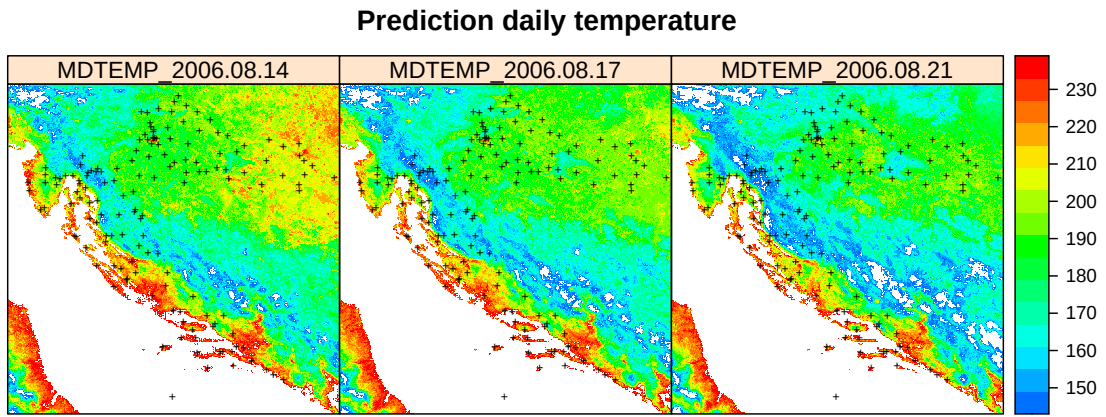 Prediction daily temperature
MDTEMP_2006.08.14
MDTEMP_2006.08.17
MDTEMP_2006.08.21
230
220
210
200
190
180
170
160
150